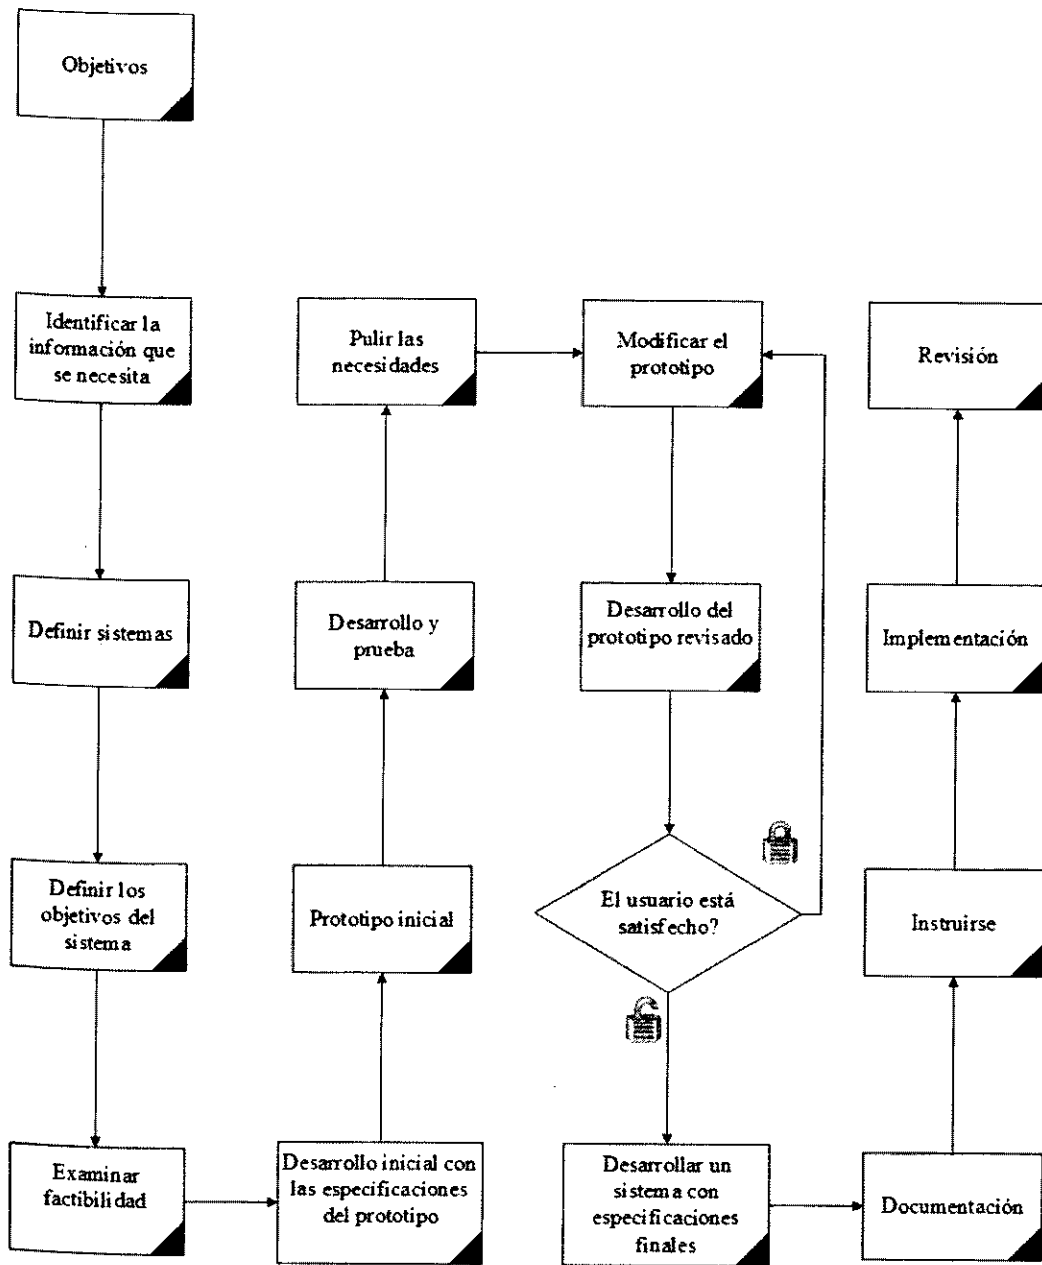 Objetivos
Identificar la
información que
se necesita
Definir sistemas
Definir los
objetivos del
sistema
Examinar
factibilidad
Desarrollo inicial con
las especificaciones
del prototipo
Prototipo inicial
Desarrollo y
prueba
Pulir las
necesidades
Modificar el
prototipo
Desarrollo del
prototipo revisado
El usuario está
satisfecho?
Desarrollar un
sistema con
especificaciones
finales
Documentación
Instruirse
Implementación
Revisión